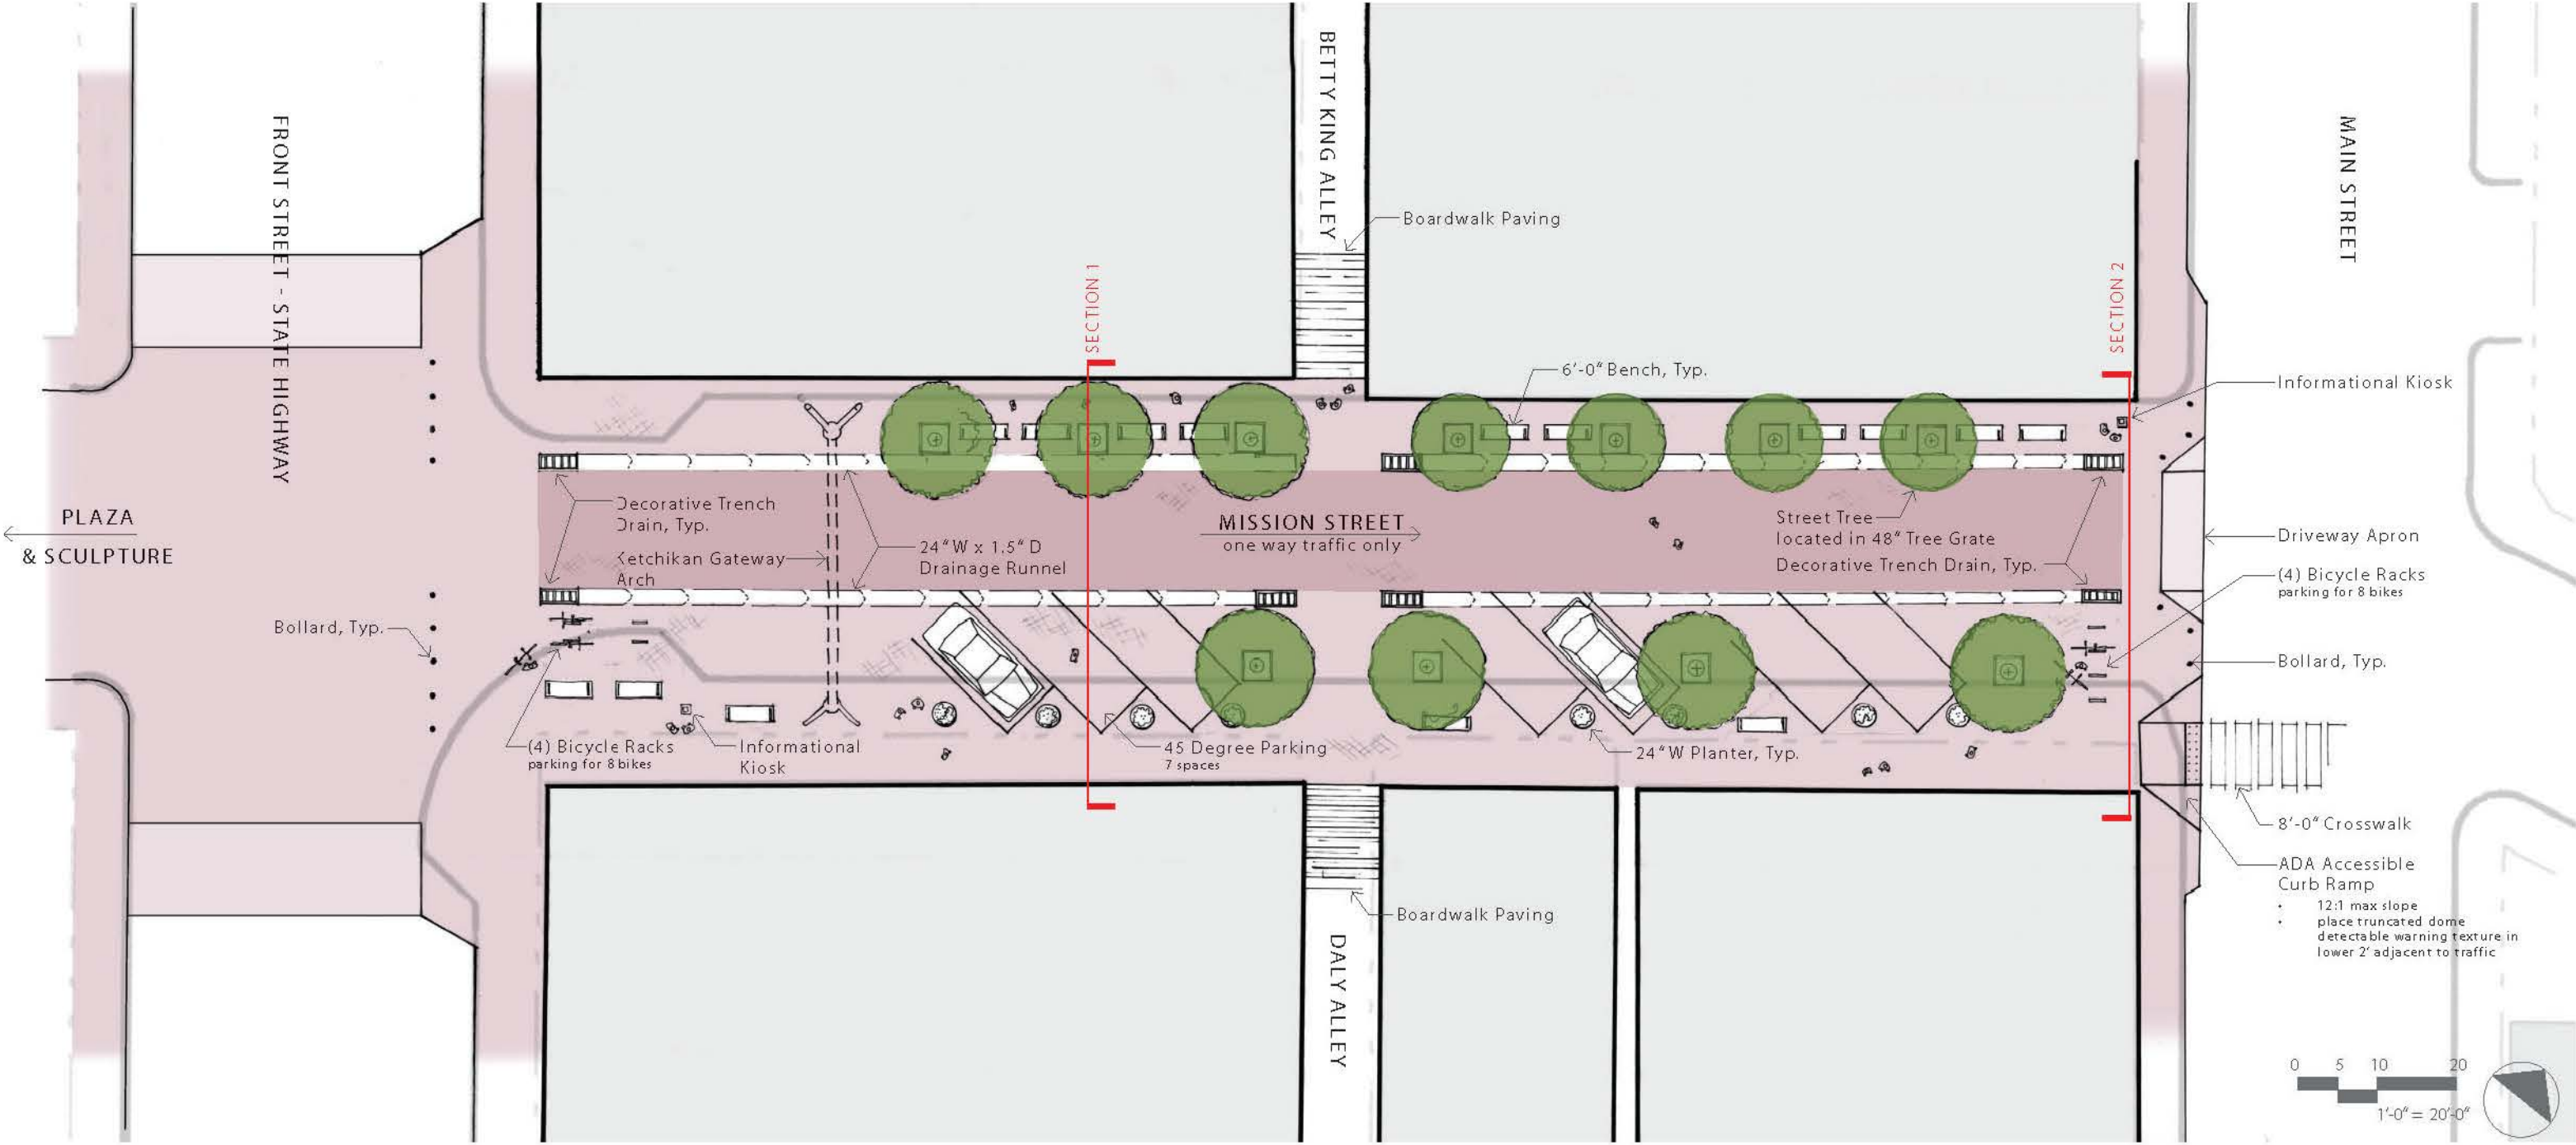 FRONT STREET - STATE HIGHWAY
BETTY KING ALLEY
MAIN STREET
Boardwalk Paving
SECTION 1
SECTION 2
6'-0" Bench, Typ.
Informational Kiosk
PLAZA
& SCULPTURE
Decorative Trench
Drain, Typ.
Ketchikan Gateway
Arch
24"W x 1.5"D
Drainage Runnel
MISSION STREET
one way traffic only
Street Tree
located in 48" Tree Grate
Decorative Trench Drain, Typ.
Driveway Apron
(4) Bicycle Racks
parking for 8 bikes
Bollard, Typ.
Bollard, Typ.
(4) Bicycle Racks
parking for 8 bikes
Informational
Kiosk
45 Degree Parking
7 spaces
24"W Planter, Typ.
8'-0" Crosswalk
ADA Accessible
Curb Ramp
• 12:1 max slope
• place truncated dome
detectable warning texture in
lower 2' adjacent to traffic
Boardwalk Paving
DALY ALLEY
0 5 10 20
1'-0" = 20'-0"